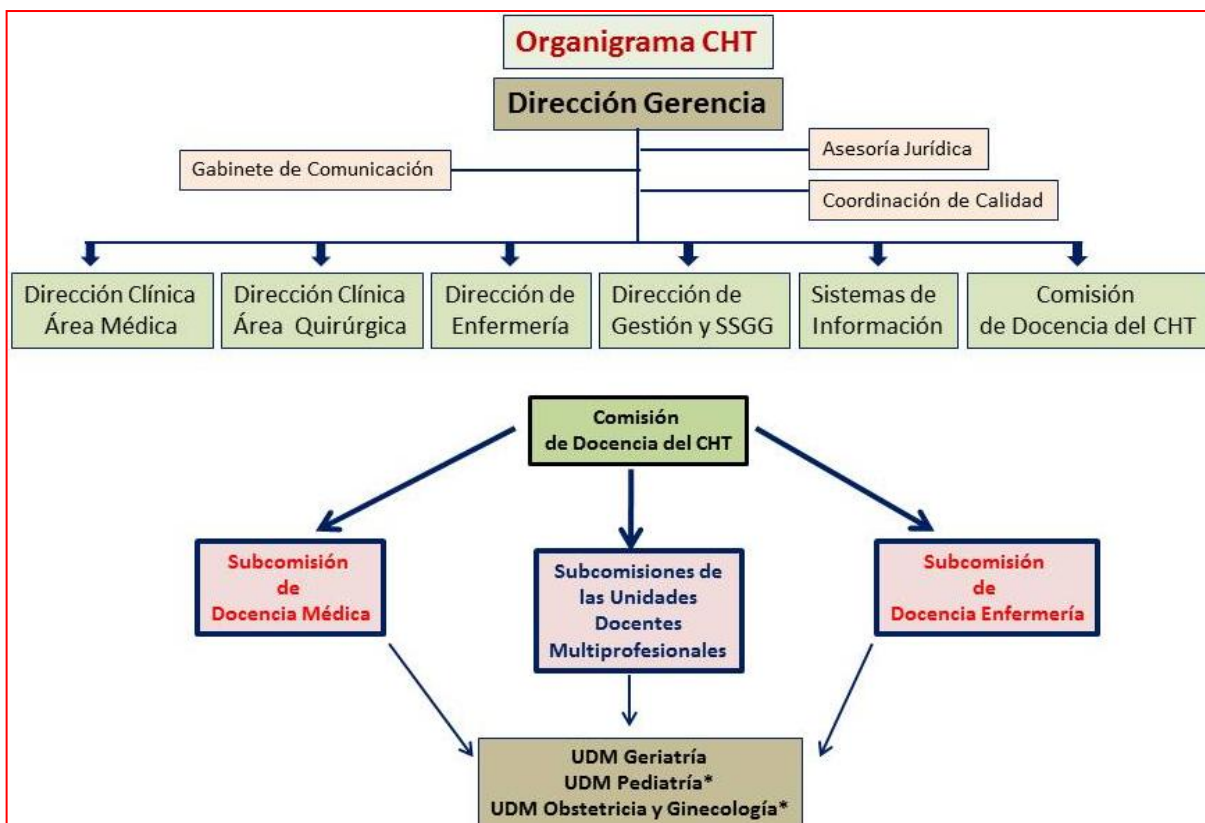 Organigrama CHT
Dirección Gerencia
Asesoría Jurídica
Gabinete de Comunicación
Coordinación de Calidad
Dirección Clínica
Área Médica
Dirección Clínica
Área Quirúrgica
Dirección de
Enfermería
Dirección de
Gestión y SSGG
Sistemas de
Información
Comisión
de Docencia del CHT
Comisión
de Docencia del CHT
Subcomisión
de
Docencia Médica
Subcomisiones de
las Unidades
Docentes
Multiprofesionales
Subcomisión
de
Docencia Enfermería
UDM Geriatría
UDM Pediatría*
UDM Obstetricia y Ginecología*